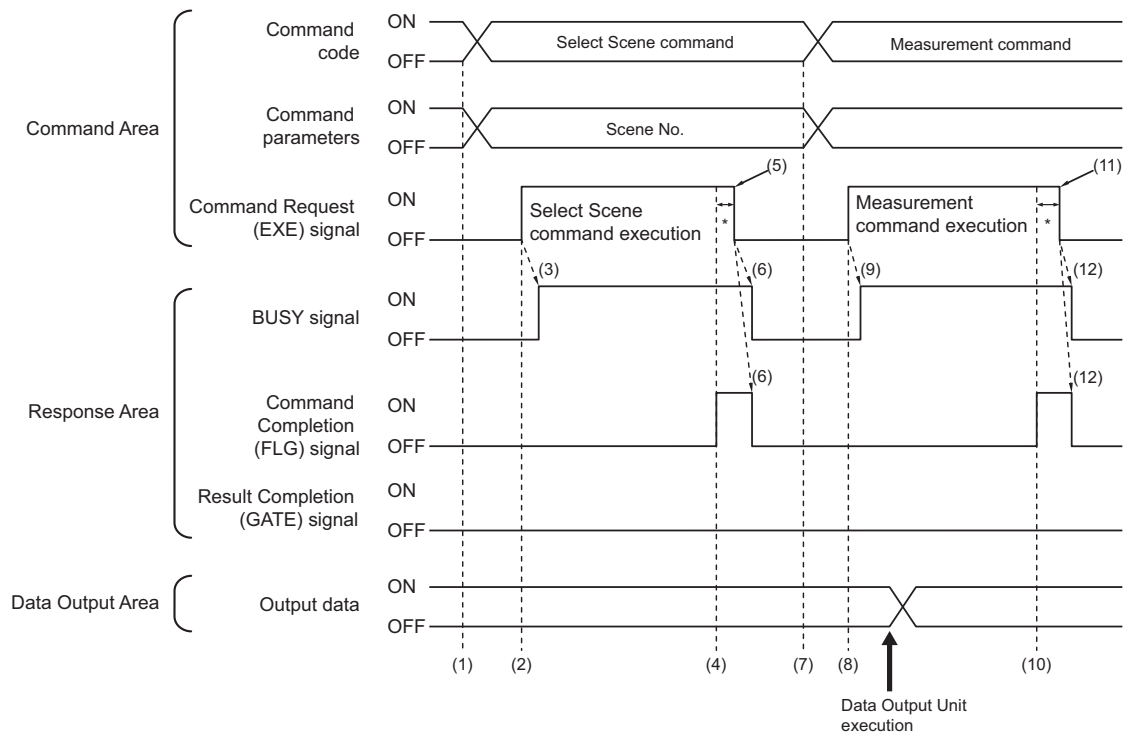 Command Area
Command
code
ON
OFF
Select Scene command
Measurement command
Command
parameters
ON
OFF
Scene No.
Command Request
(EXE) signal
ON
OFF
Select Scene
command execution
*
(5)
Measurement
command execution
*
(11)
Response Area
BUSY signal
ON
OFF
(3)
(6)
(9)
(12)
Command
Completion
(FLG) signal
ON
OFF
(6)
(12)
Result Completion
(GATE) signal
ON
OFF
Data Output Area
Output data
ON
OFF
(1)
(2)
(4)
(7)
(8)
(10)
Data Output Unit
execution